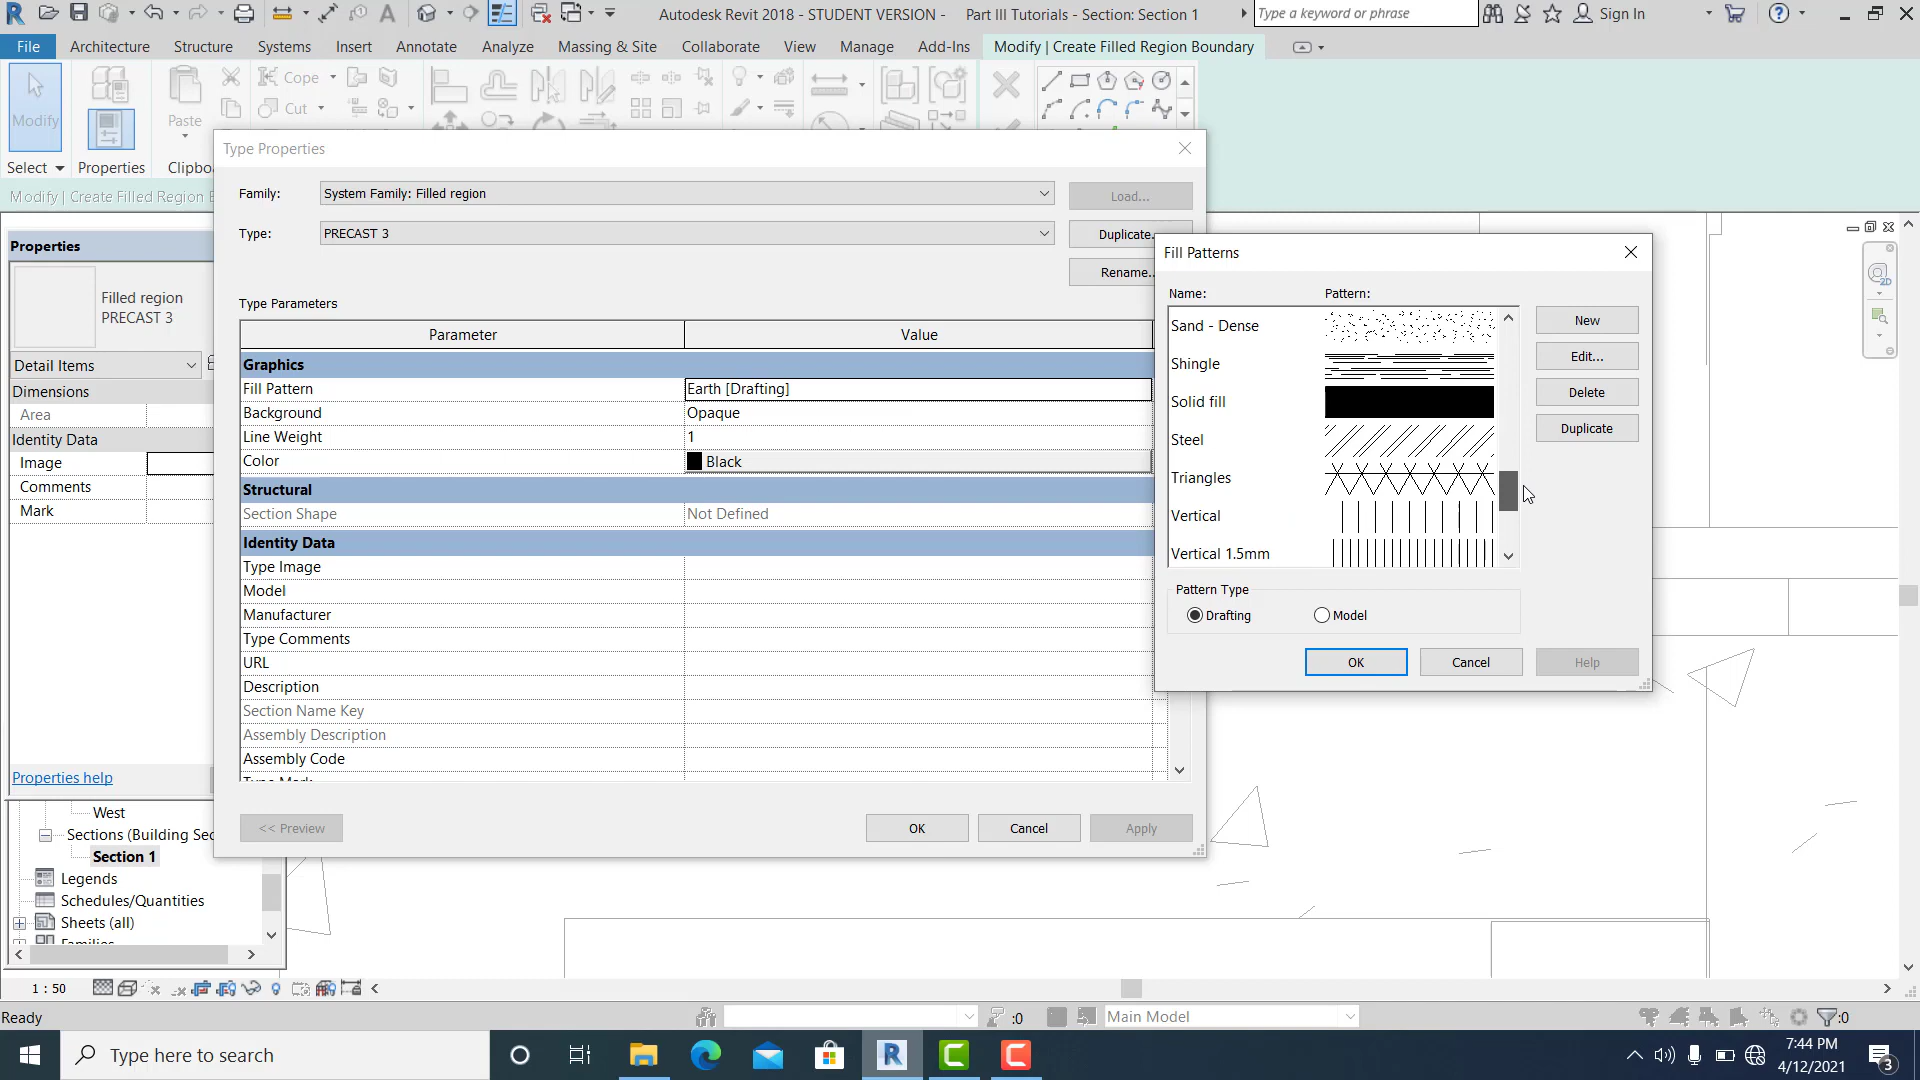 Autodesk Revit 2018 - STUDENT VERSION - Part III Tutorials - Section: Section 1
Type a keyword or phrase
Sign In
File Architecture Structure Systems Insert Annotate Analyze Massing & Site Collaborate View Manage Add-Ins Modify | Create Filled Region Boundary
Modify
Paste
Cope
Cut
Select Properties
Modify | Create Filled Region
Type Properties
Family: System Family: Filled region Load...
Type: PRECAST 3 Duplicate.
Rename..
Type Parameters
Parameter Value
Graphics
Fill Pattern Earth [Drafting]
Background Opaque
Line Weight 1
Color Black
Structural
Section Shape Not Defined
Identity Data
Type Image
Model
Manufacturer
Type Comments
URL
Description
Section Name Key
Assembly Description
Assembly Code
Type Mark
<< Preview OK Cancel Apply
Fill Patterns
Name: Pattern:
Sand - Dense
Shingle
Solid fill
Steel
Triangles
Vertical
Vertical 1.5mm
New
Edit...
Delete
Duplicate
Pattern Type
Drafting Model
OK Cancel Help
2D
Properties
Filled region
PRECAST 3
Detail Items
Dimensions
Area
Identity Data
Image
Comments
Mark
Properties help
West
Sections (Building Sec
Section 1
Legends
Schedules/Quantities
Sheets (all)
Families
1 : 50
Ready
:0
Main Model
:0
Type here to search
7:44 PM
4/12/2021
3